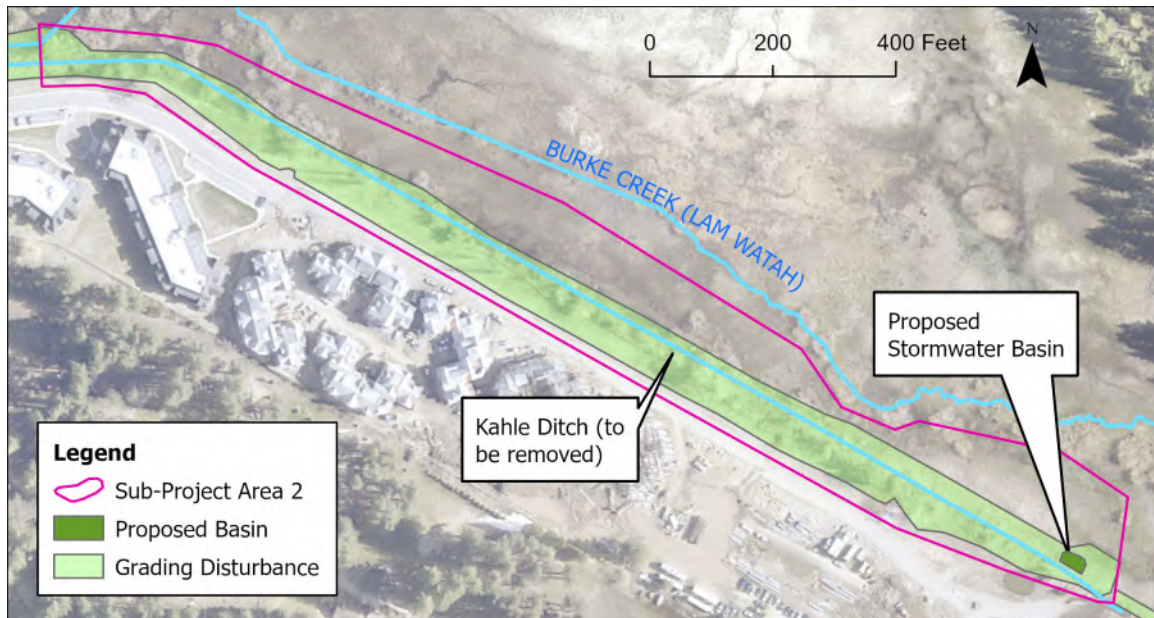 N
0 200 400 Feet
BURKE CREEK (LAM WATAH)
Proposed
Stormwater Basin
Kahle Ditch (to
be removed)
Legend
Sub-Project Area 2
Proposed Basin
Grading Disturbance